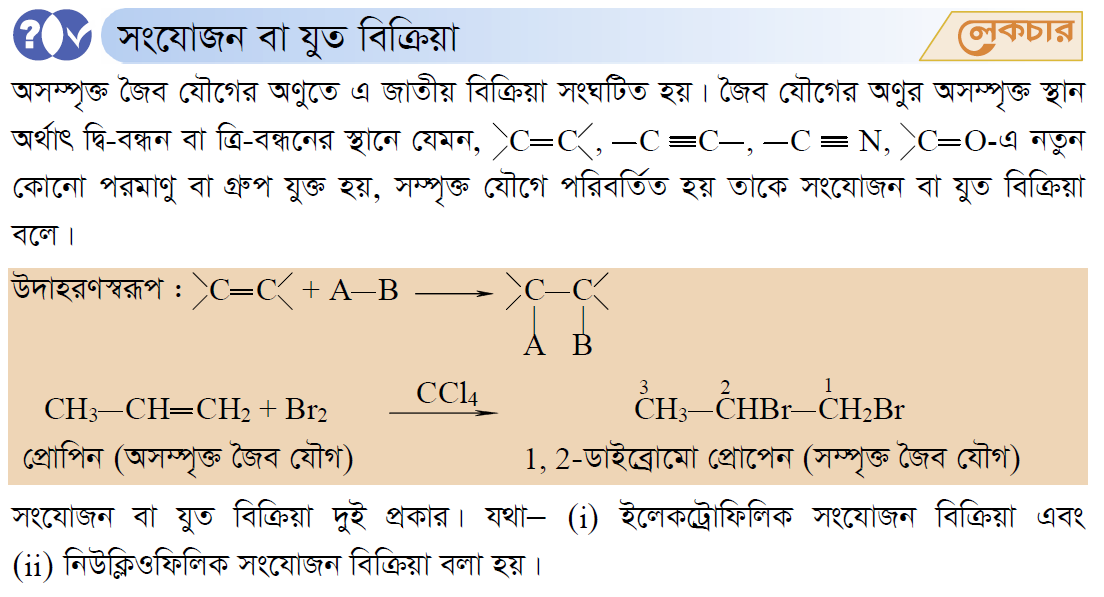 সংযোজন বা যুত বিক্রিয়া
লেকচার
অসম্পৃক্ত জৈব যৌগের অণুতে এ জাতীয় বিক্রিয়া সংঘটিত হয়। জৈব যৌগের অণুর অসম্পৃক্ত স্থান
অর্থাৎ দ্বি-বন্ধন বা ত্রি-বন্ধনের স্থানে যেমন, >C=C<, —C≡C—, —C≡N, >C=O-এ নতুন
কোনো পরমাণু বা গ্রুপ যুক্ত হয়, সম্পৃক্ত যৌগে পরিবর্তিত হয় তাকে সংযোজন বা যুত বিক্রিয়া
বলে।
উদাহরণস্বরূপ : >C=C< + A—B ⟶ >C—C<
A B
CCl₄
3 2 1
CH₃—CH=CH₂ + Br₂ ⟶ CH₃—CHBr—CH₂Br
প্রোপিন (অসম্পৃক্ত জৈব যৌগ) 1, 2-ডাইব্রোমো প্রোপেন (সম্পৃক্ত জৈব যৌগ)
সংযোজন বা যুত বিক্রিয়া দুই প্রকার। যথা– (i) ইলেকট্রোফিলিক সংযোজন বিক্রিয়া এবং
(ii) নিউক্লিওফিলিক সংযোজন বিক্রিয়া বলা হয়।